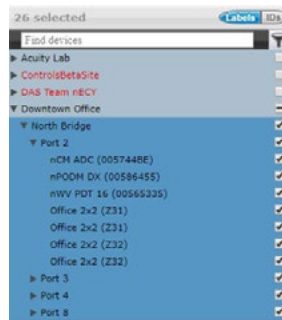 26 selected
Labels IDs
Find devices
Acuity Lab
ControlsBetaSite
DAS Team nECY
Downtown Office
North Bridge
Port 2
nCM ADC (005744BE)
nPODM DX (00586455)
nWV PDT 16 (00565335)
Office 2x2 (Z31)
Office 2x2 (Z31)
Office 2x2 (Z32)
Office 2x2 (Z32)
Port 3
Port 4
Port 8